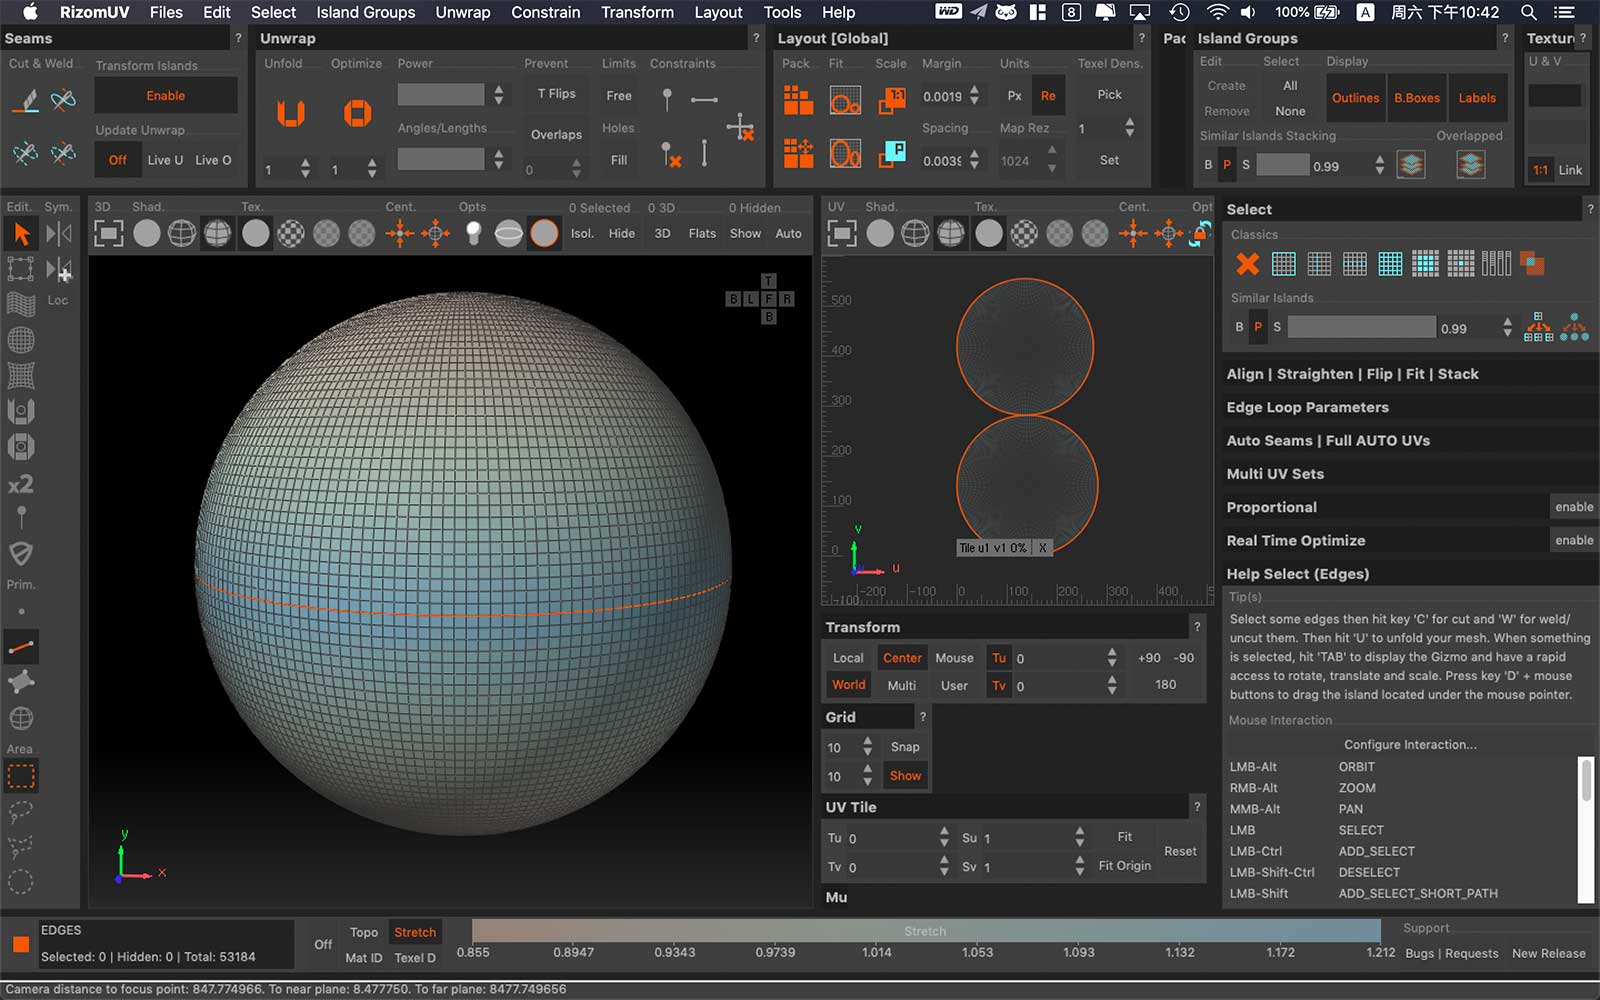 RizomUV Files Edit Select Island Groups Unwrap Constrain Transform Layout Tools Help WD 8 100% A 周六 下午10:42
Seams ?
Cut & Weld Transform Islands
Enable
Update Unwrap
Off Live U Live O
Unwrap ?
Unfold Optimize Power Prevent Limits Constraints
T Flips Free
Angles/Lengths Overlaps Holes
1 1 0 Fill
Layout [Global] ?
Pack Fit Scale Margin Units Texel Dens.
0.0019 Px Re Pick
Spacing Map Rez 1
0.003 1024 Set
Pac
Island Groups ?
Edit Select Display
Create All Outlines B.Boxes Labels
Remove None
Similar Islands Stacking Overlapped
B P S 0.99
Textur ?
U & V
1:1 Link
Edit. Sym.
Loc
x2
Prim.
Area
3D Shad. Tex. Cent. Opts 0 Selected 0 3D 0 Hidden
Isol. Hide 3D Flats Show Auto
T
B L F R
B
y
x
UV Shad. Tex. Cent. Opt
500
400
300
200
100
0
-100
-200 -100 0 100 200 300 400 5
Tile u1 v1 0% X
v
u
Transform ?
Local Center Mouse Tu 0 +90 -90
World Multi User Tv 0 180
Grid ?
10 Snap
10 Show
UV Tile ?
Tu 0 Su 1 Fit
Tv 0 Sv 1 Fit Origin Reset
Mu
Select ?
Classics
Similar Islands
B P S 0.99
Align | Straighten | Flip | Fit | Stack
Edge Loop Parameters
Auto Seams | Full AUTO UVs
Multi UV Sets
Proportional enable
Real Time Optimize enable
Help Select (Edges)
Tip(s)
Select some edges then hit key 'C' for cut and 'W' for weld/
uncut them. Then hit 'U' to unfold your mesh. When something
is selected, hit 'TAB' to display the Gizmo and have a rapid
access to rotate, translate and scale. Press key 'D' + mouse
buttons to drag the island located under the mouse pointer.
Mouse Interaction
Configure Interaction...
LMB-Alt ORBIT
RMB-Alt ZOOM
MMB-Alt PAN
LMB SELECT
LMB-Ctrl ADD_SELECT
LMB-Shift-Ctrl DESELECT
LMB-Shift ADD_SELECT_SHORT_PATH
EDGES
Selected: 0 | Hidden: 0 | Total: 53184
Off Topo Stretch
Mat ID Texel D
Stretch
0.855 0.8947 0.9343 0.9739 1.014 1.053 1.093 1.132 1.172 1.212
Support
Bugs | Requests New Release
Camera distance to focus point: 847.774966. To near plane: 8.477750. To far plane: 8477.749656